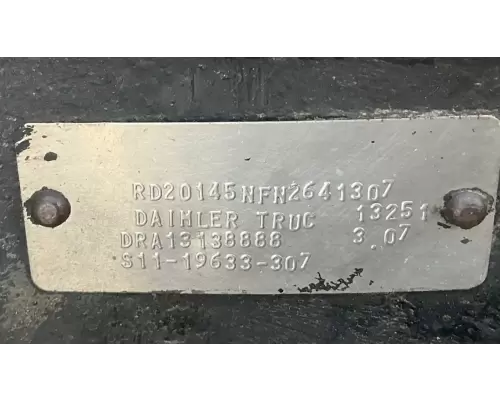 RD20145NFN2641307
DAIMLER TRUC 13251
DRA13138888 3.07
S11-19633-307